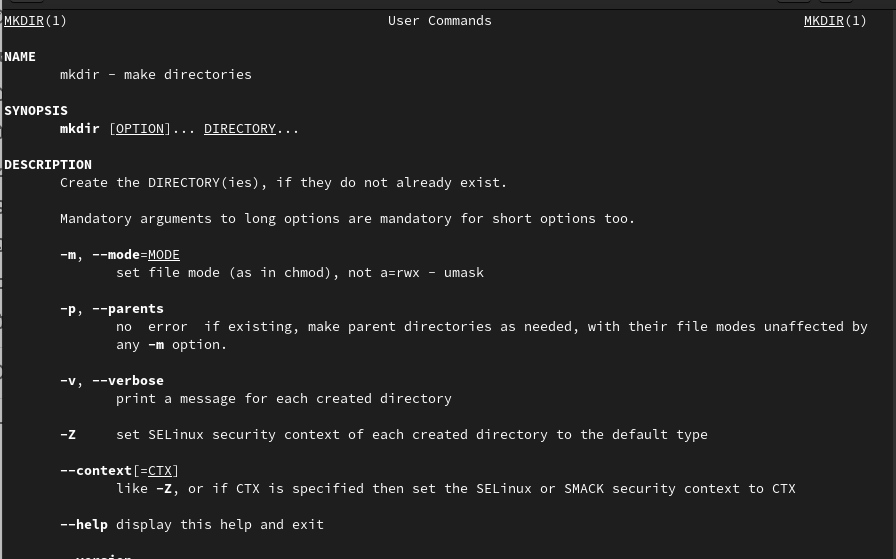 MKDIR(1) User Commands MKDIR(1)
NAME
mkdir - make directories
SYNOPSIS
mkdir [OPTION]... DIRECTORY...
DESCRIPTION
Create the DIRECTORY(ies), if they do not already exist.
Mandatory arguments to long options are mandatory for short options too.
-m, --mode=MODE
set file mode (as in chmod), not a=rwx - umask
-p, --parents
no  error  if existing, make parent directories as needed, with their file modes unaffected by
any -m option.
-v, --verbose
print a message for each created directory
-Z set SELinux security context of each created directory to the default type
--context[=CTX]
like -Z, or if CTX is specified then set the SELinux or SMACK security context to CTX
--help display this help and exit
--version